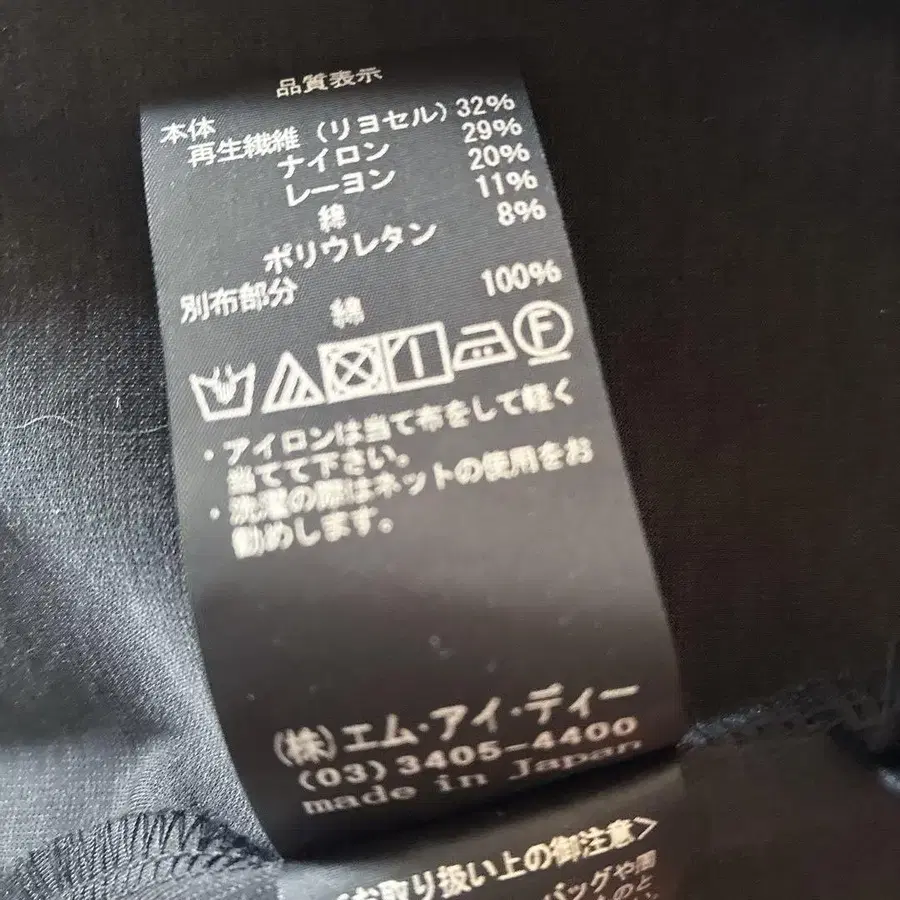 品質表示
本体
再生繊維(リヨセル) 32%
ナイロン 29%
レーヨン 20%
綿 11%
ポリウレタン 8%
別布部分
綿 100%
F
・アイロンは当て布をして軽く
当てて下さい。
・洗濯の際はネットの使用をお
勧めします。
(株)エム・アイ・ディー
(03)3405-4400
made in Japan
お取り扱い上の御注意>
バッグや周